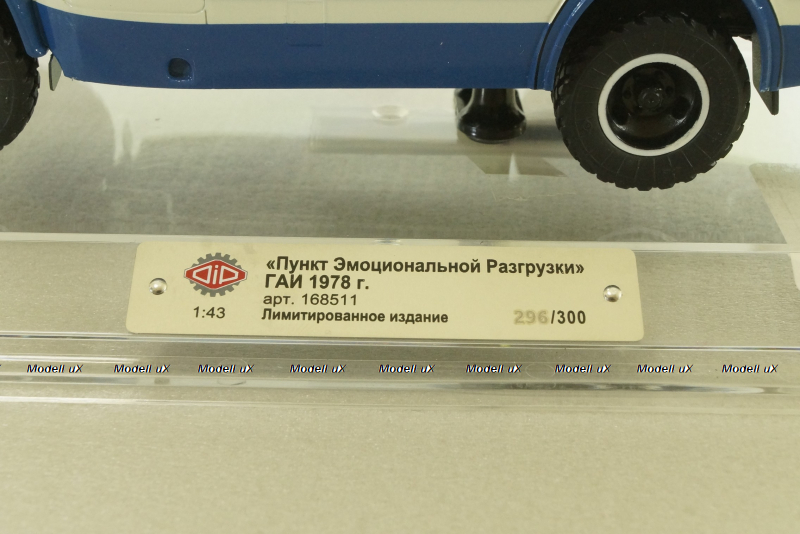 «Пункт Эмоциональной Разгрузки»
ГАИ 1978 г.
арт. 168511
Лимитированное издание
DiP
1:43
296/300
Modell uX Modell uX Modell uX Modell uX Modell uX Modell uX Modell uX Modell uX Modell uX